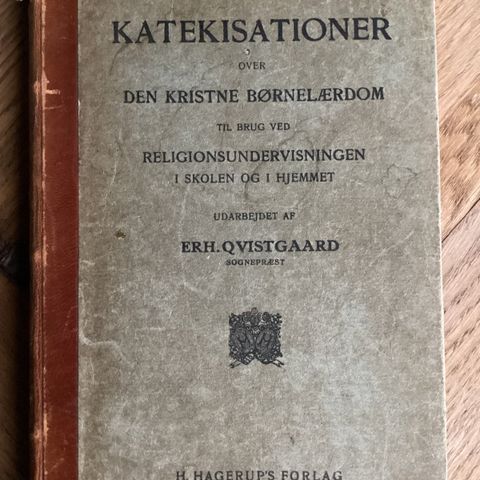 KATEKISATIONER
OVER
DEN KRISTNE BØRNELÆRDOM
TIL BRUG VED
RELIGIONSUNDERVISNINGEN
I SKOLEN OG I HJEMMET
UDARBEJDET AF
ERH. QVISTGAARD
SOGNEPRÆST
H. HAGERUP'S FORLAG